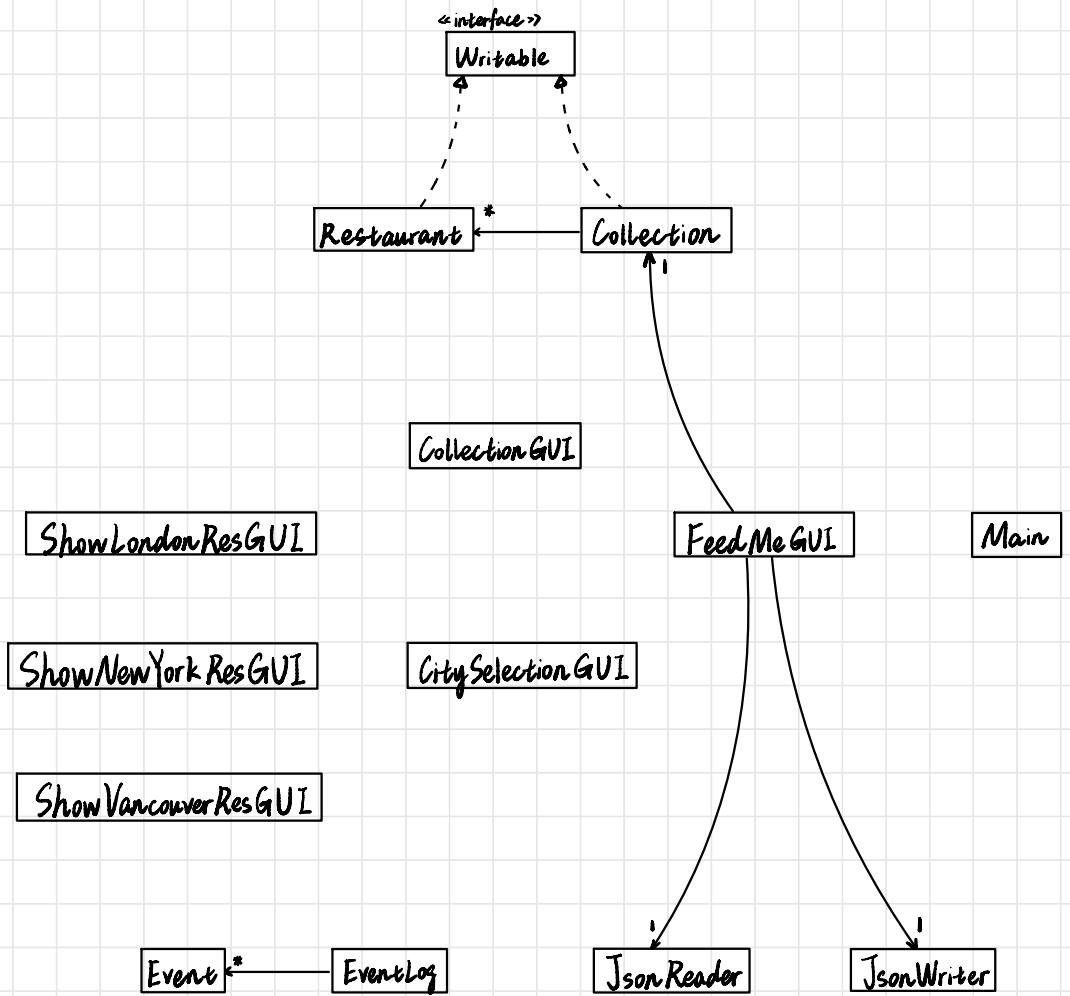 <<interface>>
Writable
*
Restaurant
Collection
1
CollectionGUI
ShowLondonResGUI
FeedMeGUI
Main
ShowNewYorkResGUI
CitySelectionGUI
ShowVancouverResGUI
1
1
*
Event
EventLog
JsonReader
JsonWriter